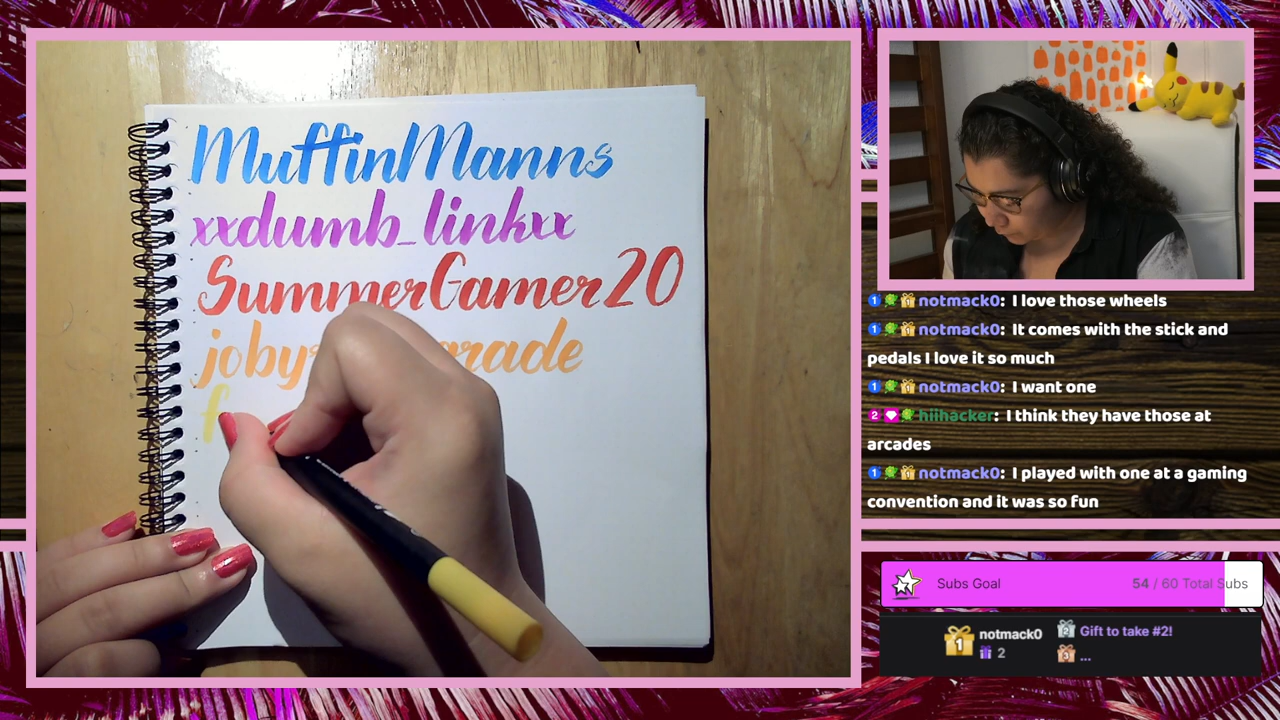 MuffinManns
xxdumb_linkxx
SummerGamer20
f
notmack0: I love those wheels
notmack0: It comes with the stick and
pedals I love it so much
notmack0: I want one
hiihacker: I think they have those at
arcades
notmack0: I played with one at a gaming
convention and it was so fun
Subs Goal 54 / 60 Total Subs
notmack0
2
Gift to take #2!
...